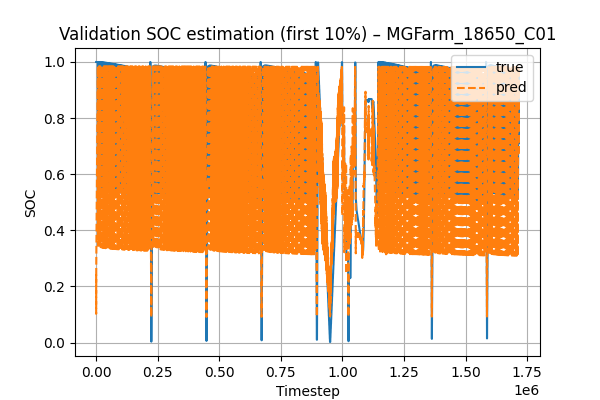 Validation SOC estimation (first 10%) – MGFarm_18650_C01
true
pred
1.0
0.8
0.6
0.4
0.2
0.0
SOC
0.00 0.25 0.50 0.75 1.00 1.25 1.50 1.75
Timestep
1e6